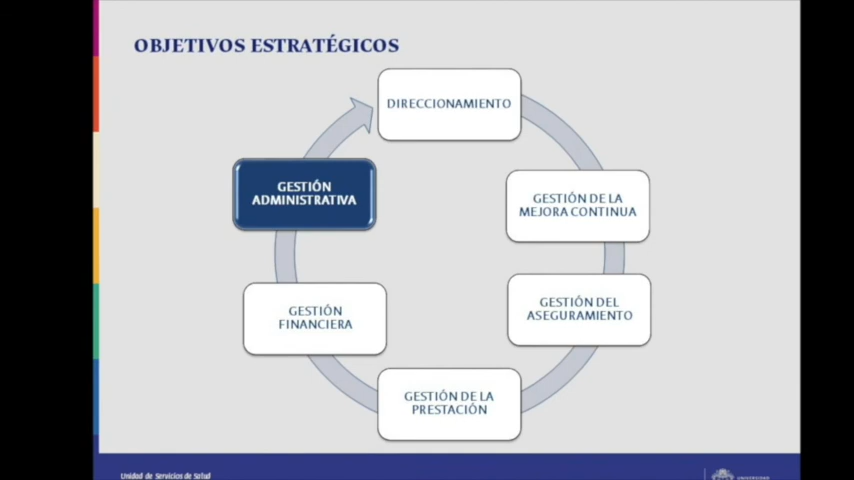 OBJETIVOS ESTRATÉGICOS
DIRECCIONAMIENTO
GESTIÓN
ADMINISTRATIVA
GESTIÓN DE LA
MEJORA CONTINUA
GESTIÓN
FINANCIERA
GESTIÓN DEL
ASEGURAMIENTO
GESTIÓN DE LA
PRESTACIÓN
Unidad de Servicios de Salud
UNIVERSIDAD